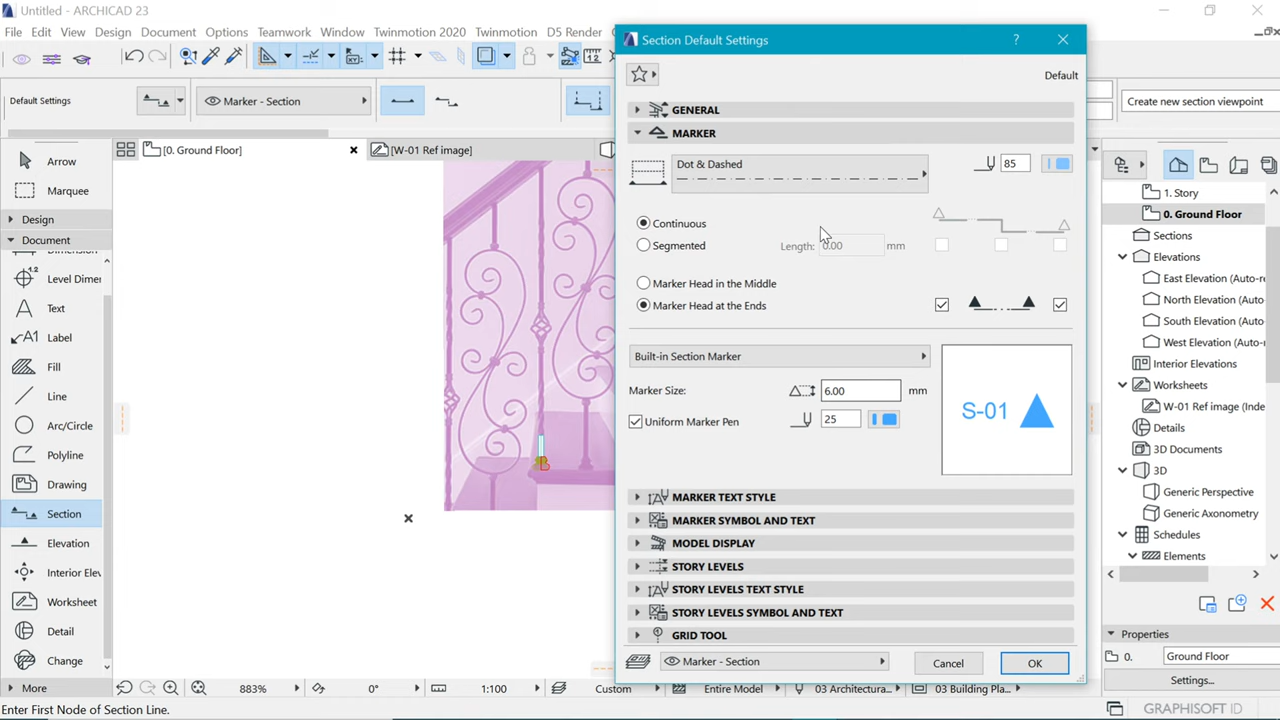 Untitled - ARCHICAD 23
File Edit View Design Document Options Teamwork Window Twinmotion 2020 Twinmotion D5 Render
Section Default Settings
?
Default
Default Settings
Marker - Section
Create new section viewpoint
GENERAL
MARKER
[0. Ground Floor]
[W-01 Ref image]
Arrow
Marquee
Design
Document
Level Dimer
Text
Label
Fill
Line
Arc/Circle
Polyline
Drawing
Section
Elevation
Interior Elev
Worksheet
Detail
Change
More
Dot & Dashed
85
Continuous
Segmented
Length: 0.00 mm
Marker Head in the Middle
Marker Head at the Ends
Built-in Section Marker
Marker Size: 6.00 mm
Uniform Marker Pen 25
S-01
MARKER TEXT STYLE
MARKER SYMBOL AND TEXT
MODEL DISPLAY
STORY LEVELS
STORY LEVELS TEXT STYLE
STORY LEVELS SYMBOL AND TEXT
GRID TOOL
Marker - Section
Cancel OK
1. Story
0. Ground Floor
Sections
Elevations
East Elevation (Auto-r
North Elevation (Auto
South Elevation (Auto
West Elevation (Auto-
Interior Elevations
Worksheets
W-01 Ref image (Inde
Details
3D Documents
3D
Generic Perspective
Generic Axonometry
Schedules
Elements
Properties
0. Ground Floor
Settings...
883% 0° 1:100 Custom Entire Model 03 Architectura... 03 Building Pla...
Enter First Node of Section Line.
GRAPHISOFT ID